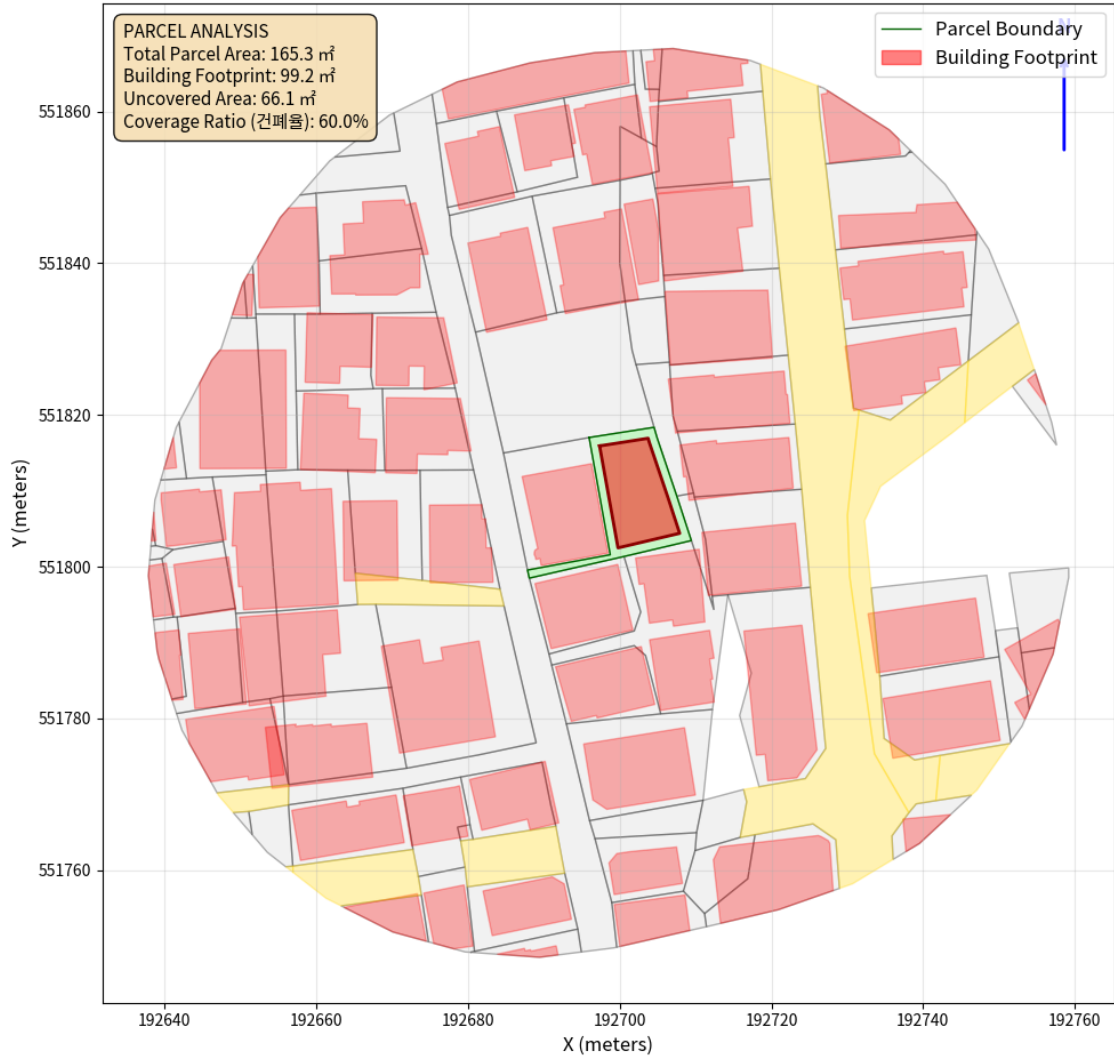 PARCEL ANALYSIS
Total Parcel Area: 165.3 ㎡
Building Footprint: 99.2 ㎡
Uncovered Area: 66.1 ㎡
Coverage Ratio (건폐율): 60.0%
Parcel Boundary
Building Footprint
N
551860
551840
551820
551800
551780
551760
Y (meters)
192640
192660
192680
192700
192720
192740
192760
X (meters)